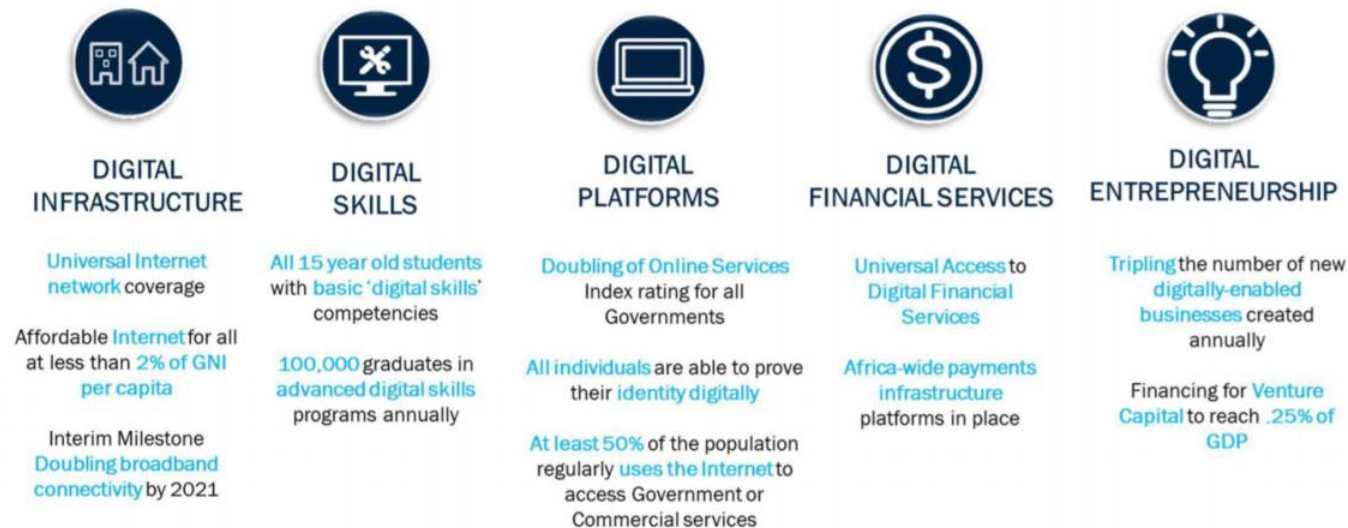 DIGITAL
INFRASTRUCTURE
Universal Internet
network coverage
Affordable Internet for all
at less than 2% of GNI
per capita
Interim Milestone
Doubling broadband
connectivity by 2021
DIGITAL
SKILLS
All 15 year old students
with basic 'digital skills'
competencies
100,000 graduates in
advanced digital skills
programs annually
DIGITAL
PLATFORMS
Doubling of Online Services
Index rating for all
Governments
All individuals are able to prove
their identity digitally
At least 50% of the population
regularly uses the Internet to
access Government or
Commercial services
DIGITAL
FINANCIAL SERVICES
Universal Access to
Digital Financial
Services
Africa-wide payments
infrastructure
platforms in place
DIGITAL
ENTREPRENEURSHIP
Tripling the number of new
digitally-enabled
businesses created
annually
Financing for Venture
Capital to reach .25% of
GDP